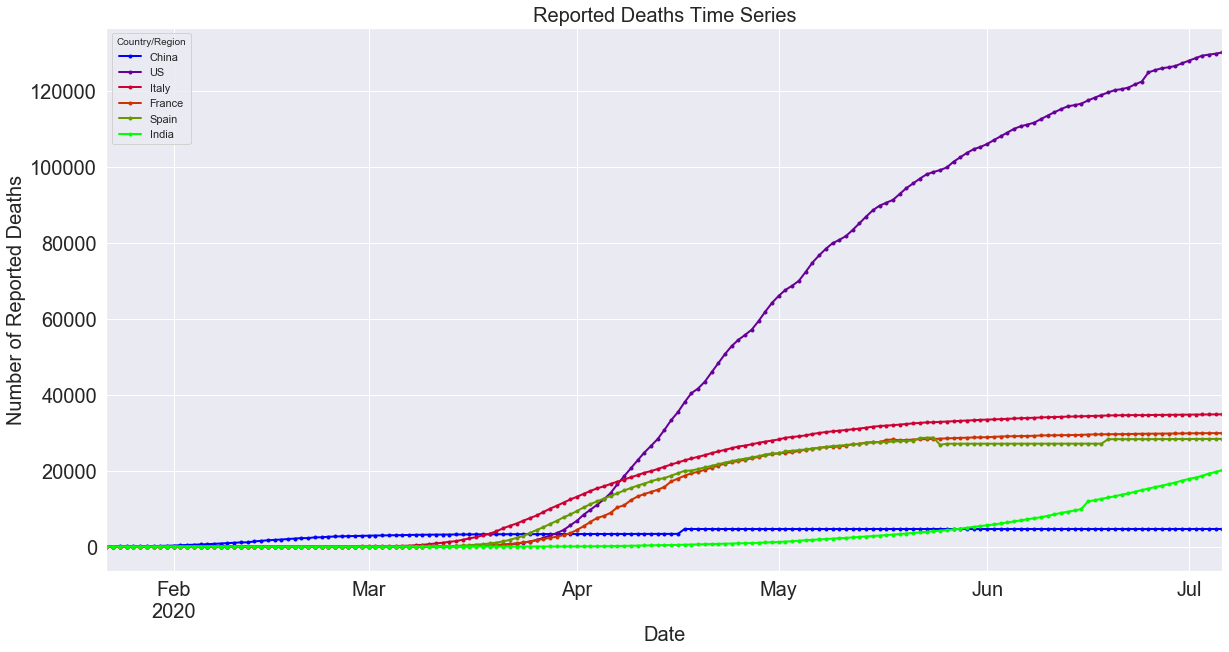 Reported Deaths Time Series
Country/Region
China
US
Italy
France
Spain
India
Number of Reported Deaths
120000
100000
80000
60000
40000
20000
0
Feb
2020
Mar
Apr
May
Jun
Jul
Date